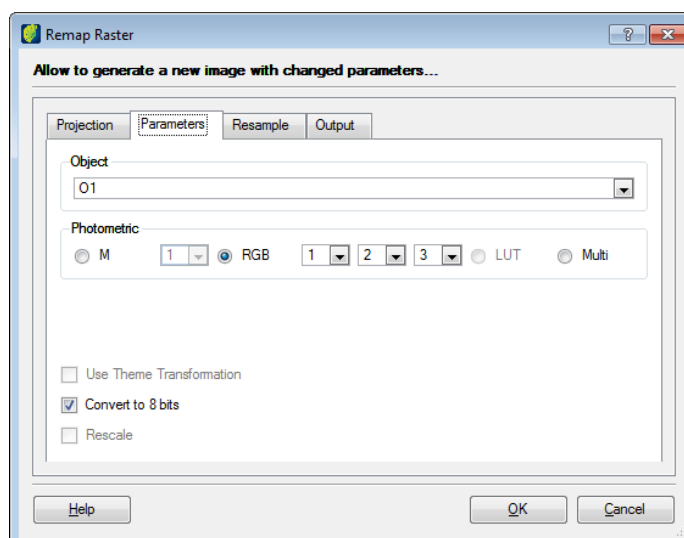 Remap Raster
Allow to generate a new image with changed parameters...
Projection Parameters Resample Output
Object
O1
Photometric
M 1 RGB 1 2 3 LUT Multi
Use Theme Transformation
Convert to 8 bits
Rescale
Help OK Cancel